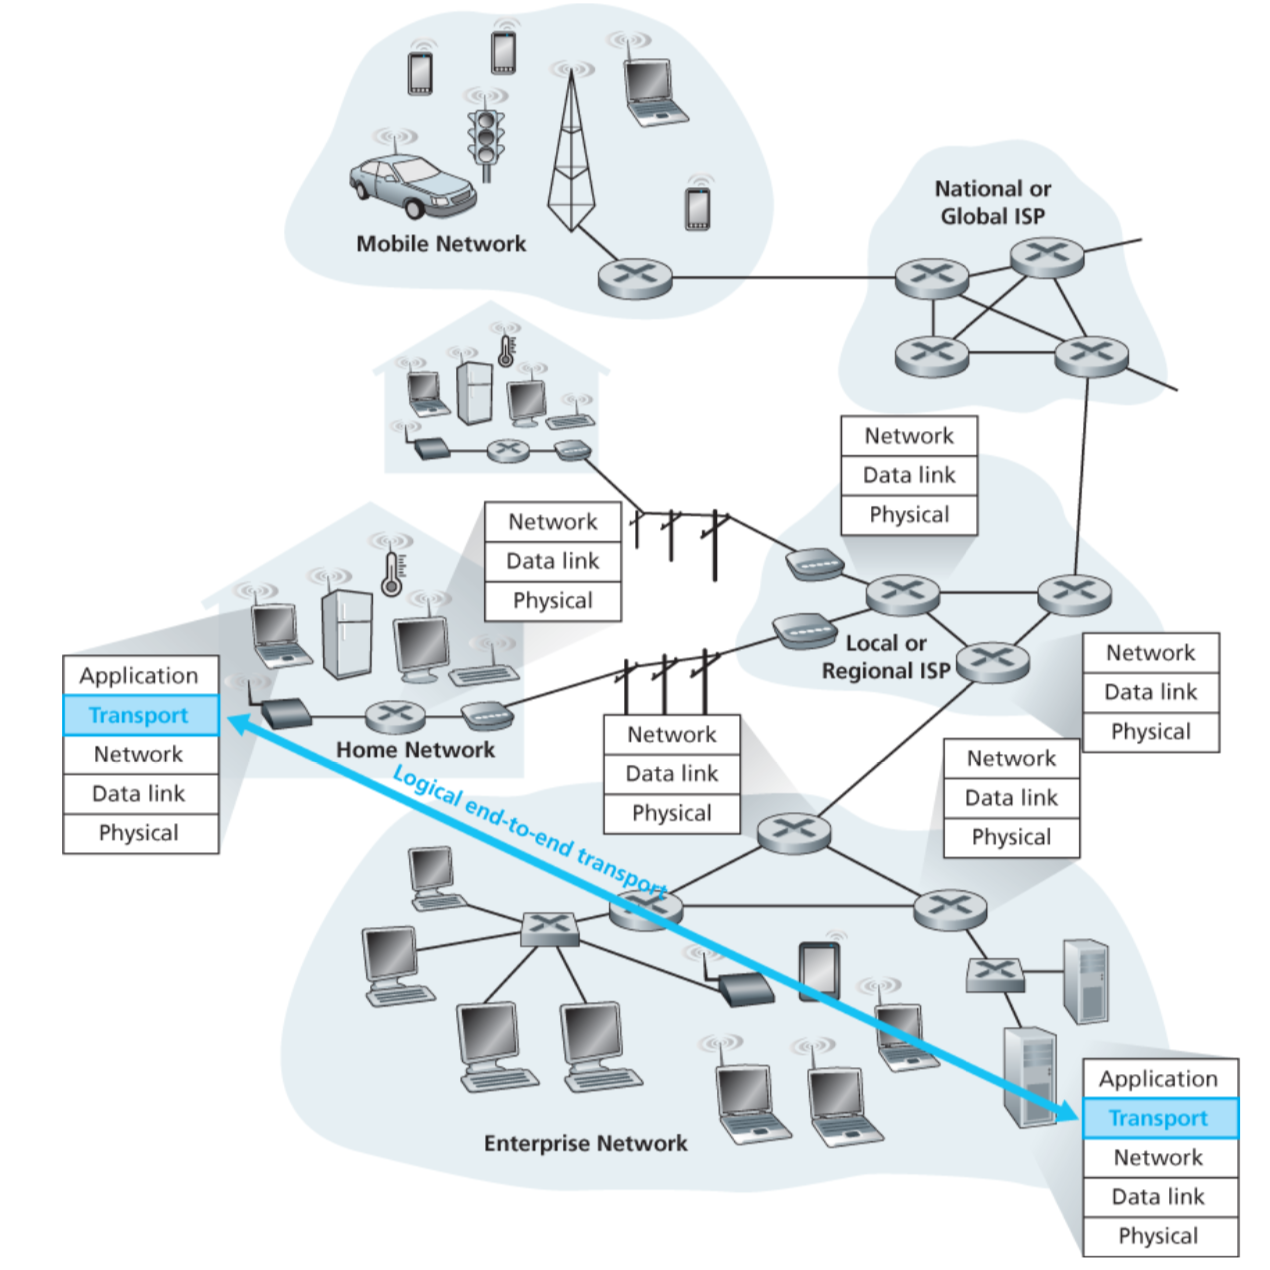 Mobile Network
National or
Global ISP
Network
Data link
Physical
Network
Data link
Physical
Local or
Regional ISP
Network
Data link
Physical
Application
Transport
Network
Data link
Physical
Home Network
Network
Data link
Physical
Network
Data link
Physical
Logical end-to-end transport
Enterprise Network
Application
Transport
Network
Data link
Physical